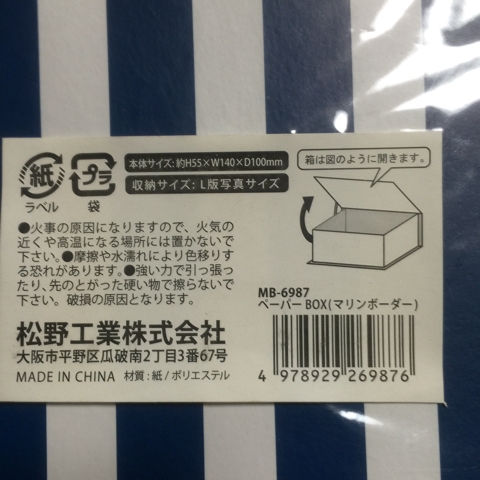 紙
ラベル
プラ
袋
本体サイズ:約H55×W140×D100mm
収納サイズ:L版写真サイズ
箱は図のように開きます。
●火事の原因になりますので、火気の
近くや高温になる場所には置かないで
下さい。●摩擦や水濡れにより色移りす
る恐れがあります。●強い力で引っ張っ
たり、先のとがった硬い物で擦らないで
下さい。破損の原因となります。
松野工業株式会社
大阪市平野区瓜破南2丁目3番67号
MADE IN CHINA 材質:紙/ポリエステル
MB-6987
ペーパーBOX(マリンボーダー)
4 978929 269876